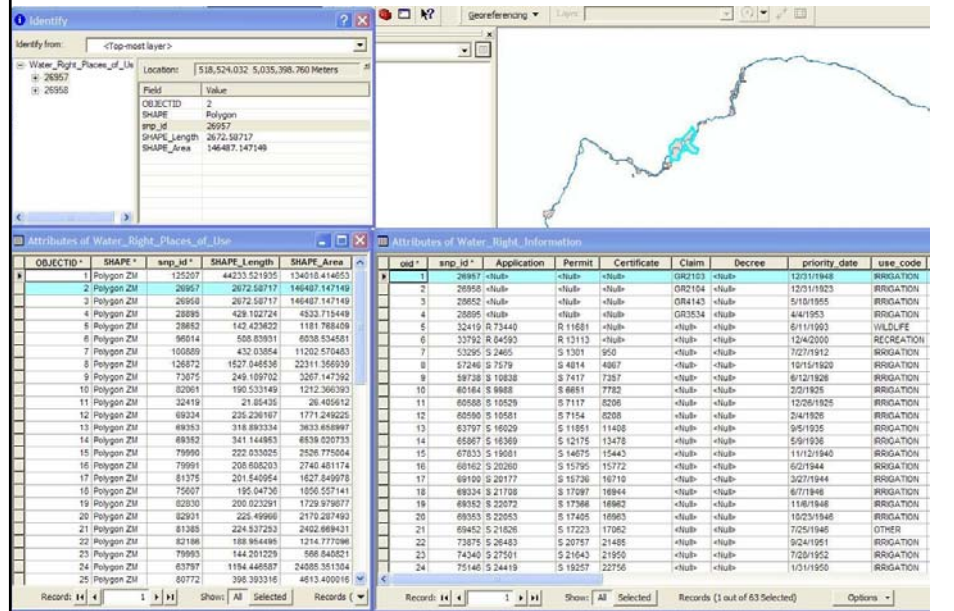 Identify
Identify from: <Top-most layer>
Water_Right_Places_of_Us
26957
26958
Location: 518,524.032 5,035,398.760 Meters
Field Value
OBJECTID 2
SHAPE Polygon
snp_id 26957
SHAPE_Length 2672.58717
SHAPE_Area 146487.147149
Georeferencing Layer:
Attributes of Water_Right_Places_of_Use
OBJECTID * SHAPE * snp_id * SHAPE_Length SHAPE_Area
1 Polygon ZM 125207 44233.521935 134018.414653
2 Polygon ZM 26957 2672.58717 146487.147149
3 Polygon ZM 26958 2672.58717 146487.147149
4 Polygon ZM 28895 429.102724 4533.715449
5 Polygon ZM 28652 142.423622 1181.768409
6 Polygon ZM 96014 508.83931 6038.534581
7 Polygon ZM 100889 432.03854 11202.570483
8 Polygon ZM 126872 1527.046536 22311.356939
9 Polygon ZM 73875 249.109702 3267.147392
10 Polygon ZM 82061 190.533149 1212.366393
11 Polygon ZM 32419 21.85435 26.405612
12 Polygon ZM 69334 235.236167 1771.249225
13 Polygon ZM 69353 318.893334 3633.658997
14 Polygon ZM 69352 341.144953 6539.020733
15 Polygon ZM 79990 222.033025 2526.775004
16 Polygon ZM 79991 208.608203 2740.481174
17 Polygon ZM 81375 201.540954 1627.849978
18 Polygon ZM 75607 195.04736 1856.557141
19 Polygon ZM 82830 200.023291 1729.979877
20 Polygon ZM 82931 225.49966 2170.287493
21 Polygon ZM 81385 224.537253 2402.669431
22 Polygon ZM 82186 188.954495 1214.777096
23 Polygon ZM 79993 144.201229 566.840821
24 Polygon ZM 63797 1194.446587 24085.351304
25 Polygon ZM 80772 398.393316 4613.400016
Record: 1 Show: All Selected Records (
Attributes of Water_Right_Information
oid * snp_id * Application Permit Certificate Claim Decree priority_date use_code
1 26957 <Null> <Null> <Null> GR2103 <Null> 12/31/1948 IRRIGATION
2 26958 <Null> <Null> <Null> GR2104 <Null> 12/31/1923 IRRIGATION
3 28652 <Null> <Null> <Null> GR4143 <Null> 5/10/1955 IRRIGATION
4 28895 <Null> <Null> <Null> GR3534 <Null> 4/4/1953 IRRIGATION
5 32419 R 73440 R 11681 <Null> <Null> <Null> 6/11/1993 WILDLIFE
6 33792 R 84593 R 13113 <Null> <Null> <Null> 12/4/2000 RECREATION
7 53295 S 2465 S 1301 950 <Null> <Null> 7/27/1912 IRRIGATION
8 57246 S 7579 S 4814 4867 <Null> <Null> 10/15/1920 IRRIGATION
9 59738 S 10838 S 7417 7357 <Null> <Null> 6/12/1926 IRRIGATION
10 60164 S 9988 S 6651 7782 <Null> <Null> 2/2/1925 IRRIGATION
11 60588 S 10529 S 7117 8206 <Null> <Null> 12/26/1925 IRRIGATION
12 60590 S 10581 S 7154 8208 <Null> <Null> 2/4/1926 IRRIGATION
13 63797 S 16029 S 11851 11408 <Null> <Null> 9/5/1935 IRRIGATION
14 65867 S 16369 S 12175 13478 <Null> <Null> 5/9/1936 IRRIGATION
15 67833 S 19081 S 14675 15443 <Null> <Null> 11/12/1940 IRRIGATION
16 68162 S 20260 S 15795 15772 <Null> <Null> 6/2/1944 IRRIGATION
17 69100 S 20177 S 15736 16710 <Null> <Null> 3/27/1944 IRRIGATION
18 69334 S 21708 S 17097 16944 <Null> <Null> 6/7/1946 IRRIGATION
19 69352 S 22072 S 17366 16962 <Null> <Null> 11/6/1946 IRRIGATION
20 69353 S 22053 S 17405 16963 <Null> <Null> 10/23/1946 IRRIGATION
21 69452 S 21826 S 17223 17062 <Null> <Null> 7/25/1946 OTHER
22 73875 S 26483 S 20757 21485 <Null> <Null> 9/24/1951 IRRIGATION
23 74340 S 27501 S 21643 21950 <Null> <Null> 7/28/1952 IRRIGATION
24 75146 S 24419 S 19257 22756 <Null> <Null> 1/31/1950 IRRIGATION
Record: 1 Show: All Selected Records (1 out of 63 Selected) Options